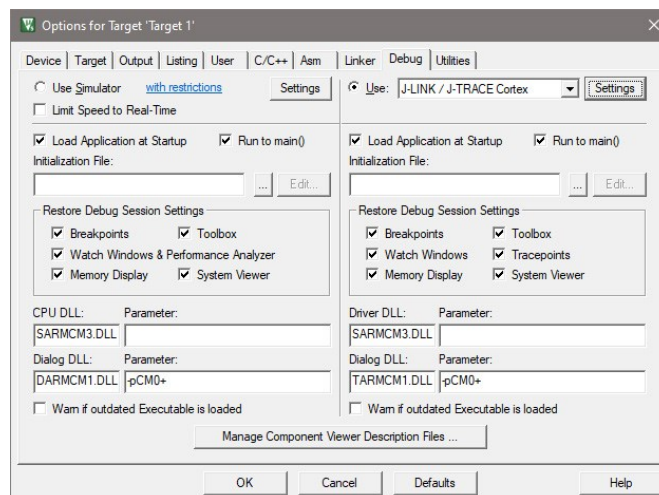 Options for Target 'Target 1'
Device Target Output Listing User C/C++ Asm Linker Debug Utilities
Use Simulator with restrictions Settings
Limit Speed to Real-Time
Load Application at Startup Run to main()
Initialization File:
... Edit...
Restore Debug Session Settings
Breakpoints Toolbox
Watch Windows & Performance Analyzer
Memory Display System Viewer
CPU DLL: Parameter:
SARMCM3.DLL
Dialog DLL: Parameter:
DARMCM1.DLL -pCM0+
Warn if outdated Executable is loaded
Use: J-LINK / J-TRACE Cortex Settings
Load Application at Startup Run to main()
Initialization File:
... Edit...
Restore Debug Session Settings
Breakpoints Toolbox
Watch Windows Tracepoints
Memory Display System Viewer
Driver DLL: Parameter:
SARMCM3.DLL
Dialog DLL: Parameter:
TARMCM1.DLL -pCM0+
Warn if outdated Executable is loaded
Manage Component Viewer Description Files ...
OK Cancel Defaults Help